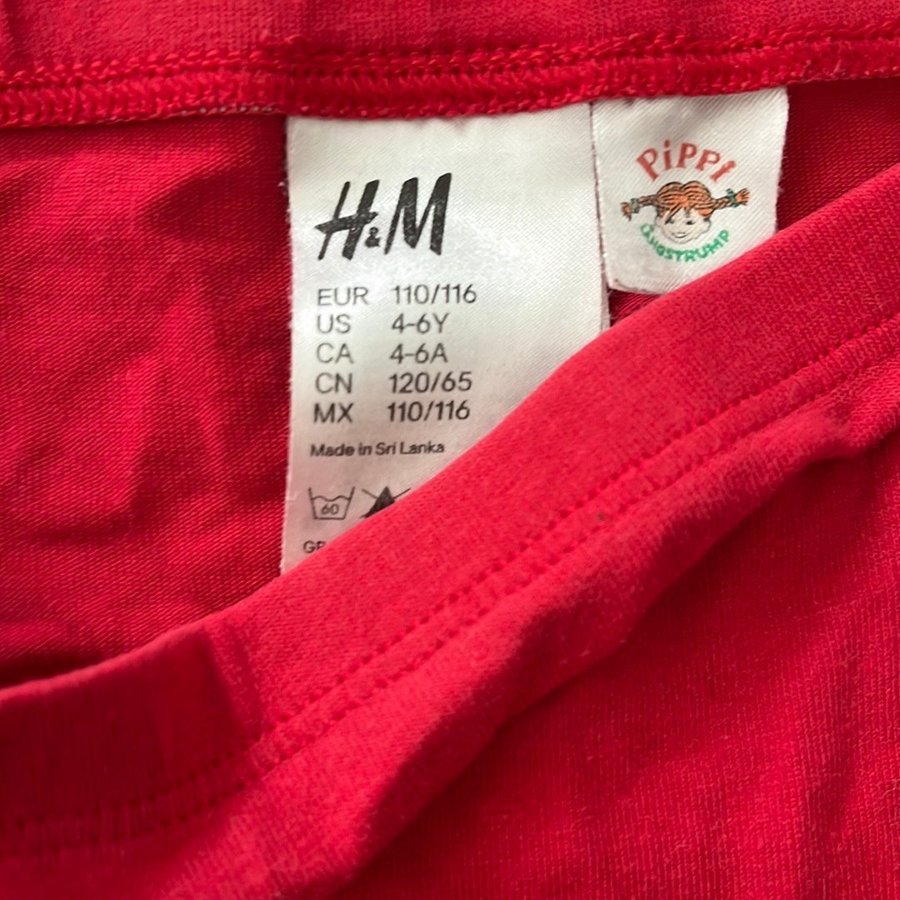 H&M
EUR 110/116
US 4-6Y
CA 4-6A
CN 120/65
MX 110/116
Made in Sri Lanka
60
PiPPi
LÅNGSTRUMP